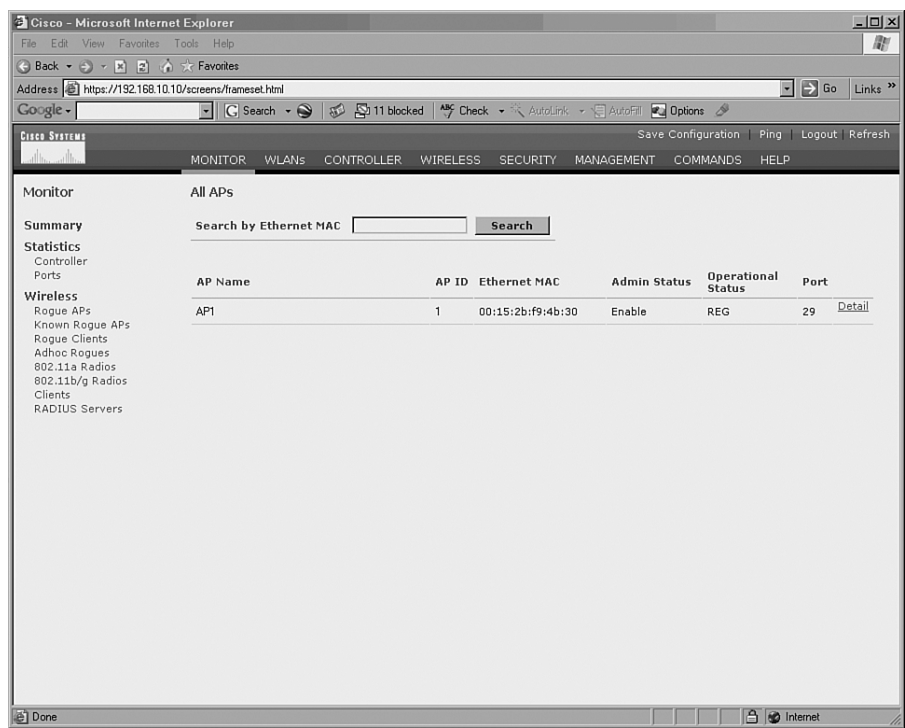 Cisco - Microsoft Internet Explorer
File Edit View Favorites Tools Help
Back Favorites
Address https://192.168.10.10/screens/frameset.html Go Links »
Google Search 11 blocked ABC Check AutoLink AutoFill Options
CISCO SYSTEMS
Save Configuration | Ping | Logout | Refresh
MONITOR WLANs CONTROLLER WIRELESS SECURITY MANAGEMENT COMMANDS HELP
Monitor
Summary
Statistics
Controller
Ports
Wireless
Rogue APs
Known Rogue APs
Rogue Clients
Adhoc Rogues
802.11a Radios
802.11b/g Radios
Clients
RADIUS Servers
All APs
Search by Ethernet MAC Search
AP Name AP ID Ethernet MAC Admin Status Operational Status Port
AP1 1 00:15:2b:f9:4b:30 Enable REG 29 Detail
Done Internet